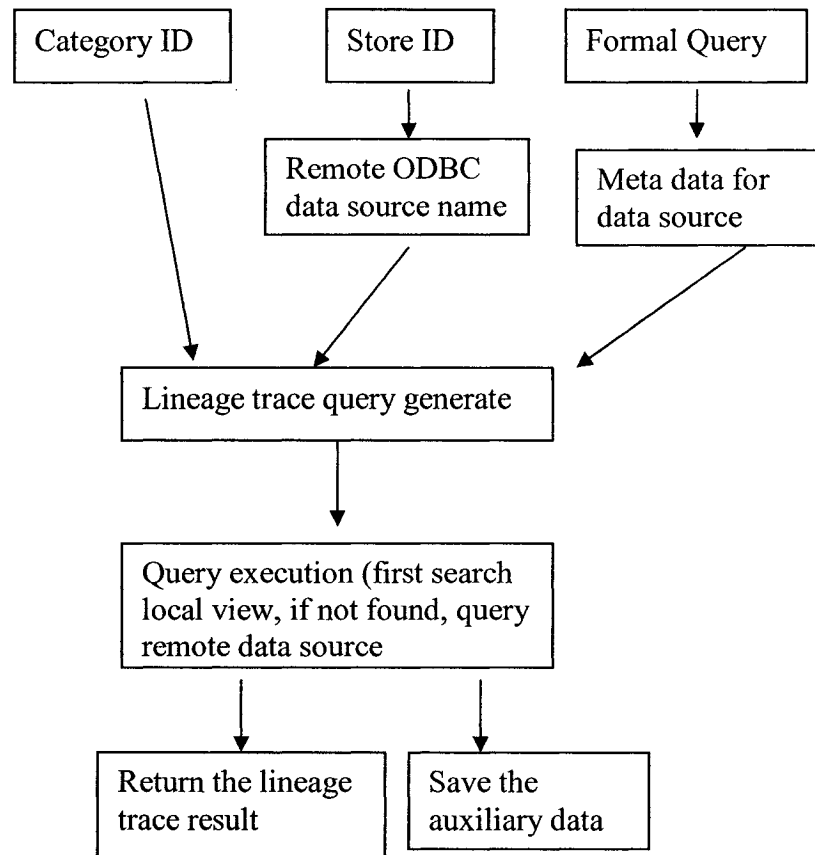 Category ID
Store ID
Formal Query
Remote ODBC
data source name
Meta data for
data source
Lineage trace query generate
Query execution (first search
local view, if not found, query
remote data source
Return the lineage
trace result
Save the
auxiliary data